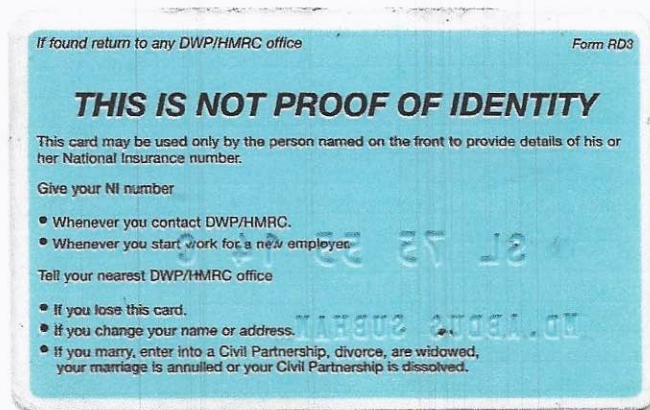 If found return to any DWP/HMRC office Form RD3
THIS IS NOT PROOF OF IDENTITY
This card may be used only by the person named on the front to provide details of his or
her National Insurance number.
Give your NI number
• Whenever you contact DWP/HMRC.
• Whenever you start work for a new employer.
Tell your nearest DWP/HMRC office
• If you lose this card.
• If you change your name or address.
• If you marry, enter into a Civil Partnership, divorce, are widowed,
your marriage is annulled or your Civil Partnership is dissolved.